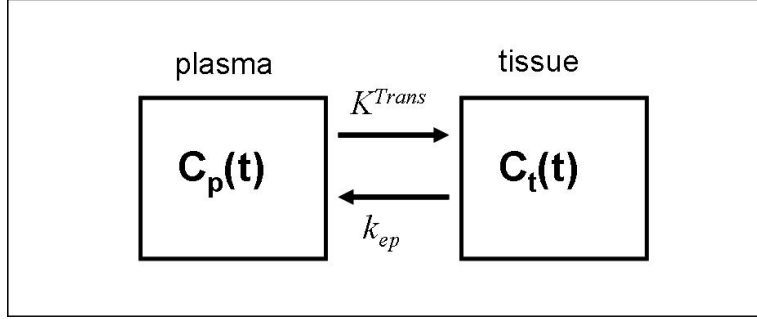 plasma
tissue
K^Trans
C_p(t)
C_t(t)
k_ep